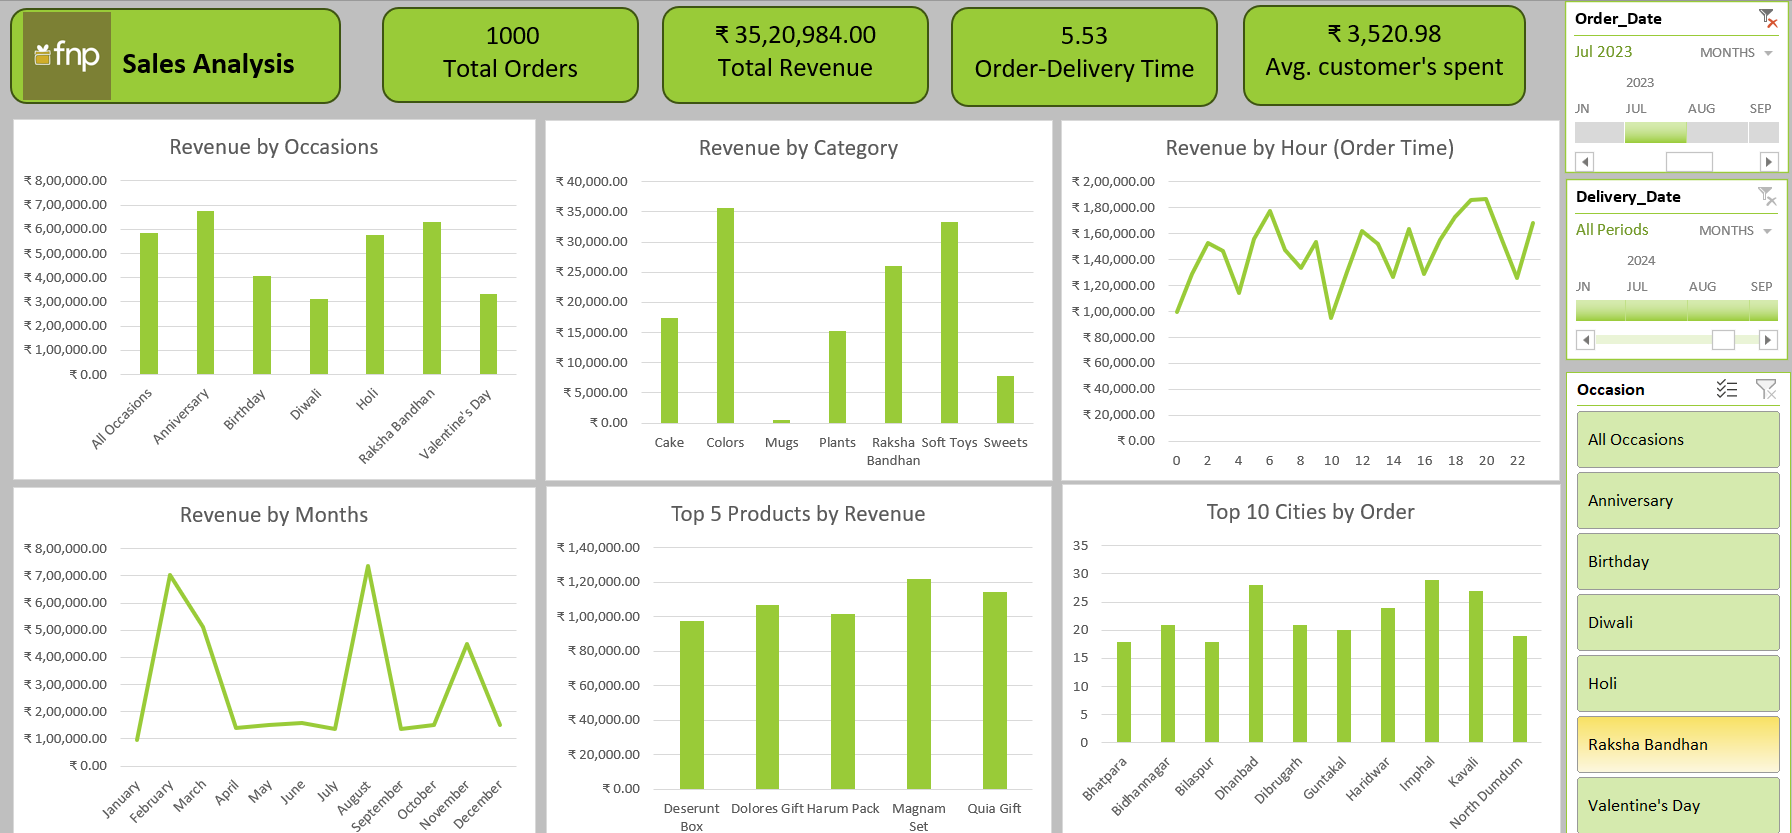 fnp
Sales Analysis
1000
Total Orders
₹ 35,20,984.00
Total Revenue
5.53
Order-Delivery Time
₹ 3,520.98
Avg. customer's spent
Order_Date
Jul 2023
MONTHS
2023
JN
JUL
AUG
SEP
Delivery_Date
All Periods
MONTHS
2024
JN
JUL
AUG
SEP
Occasion
All Occasions
Anniversary
Birthday
Diwali
Holi
Raksha Bandhan
Valentine's Day
Revenue by Occasions
₹ 8,00,000.00
₹ 7,00,000.00
₹ 6,00,000.00
₹ 5,00,000.00
₹ 4,00,000.00
₹ 3,00,000.00
₹ 2,00,000.00
₹ 1,00,000.00
₹ 0.00
All Occasions
Anniversary
Birthday
Diwali
Holi
Raksha Bandhan
Valentine's Day
Revenue by Category
₹ 40,000.00
₹ 35,000.00
₹ 30,000.00
₹ 25,000.00
₹ 20,000.00
₹ 15,000.00
₹ 10,000.00
₹ 5,000.00
₹ 0.00
Cake
Colors
Mugs
Plants
Raksha
Bandhan
Soft Toys
Sweets
Revenue by Hour (Order Time)
₹ 2,00,000.00
₹ 1,80,000.00
₹ 1,60,000.00
₹ 1,40,000.00
₹ 1,20,000.00
₹ 1,00,000.00
₹ 80,000.00
₹ 60,000.00
₹ 40,000.00
₹ 20,000.00
₹ 0.00
0 2 4 6 8 10 12 14 16 18 20 22
Revenue by Months
₹ 8,00,000.00
₹ 7,00,000.00
₹ 6,00,000.00
₹ 5,00,000.00
₹ 4,00,000.00
₹ 3,00,000.00
₹ 2,00,000.00
₹ 1,00,000.00
₹ 0.00
January
February
March
April
May
June
July
August
September
October
November
December
Top 5 Products by Revenue
₹ 1,40,000.00
₹ 1,20,000.00
₹ 1,00,000.00
₹ 80,000.00
₹ 60,000.00
₹ 40,000.00
₹ 20,000.00
₹ 0.00
Deserunt
Box
Dolores Gift
Harum Pack
Magnam
Set
Quia Gift
Top 10 Cities by Order
35
30
25
20
15
10
5
0
Bhatpara
Bidhannagar
Bilaspur
Dhanbad
Dibrugarh
Guntakal
Haridwar
Imphal
Kavali
North Dumdum